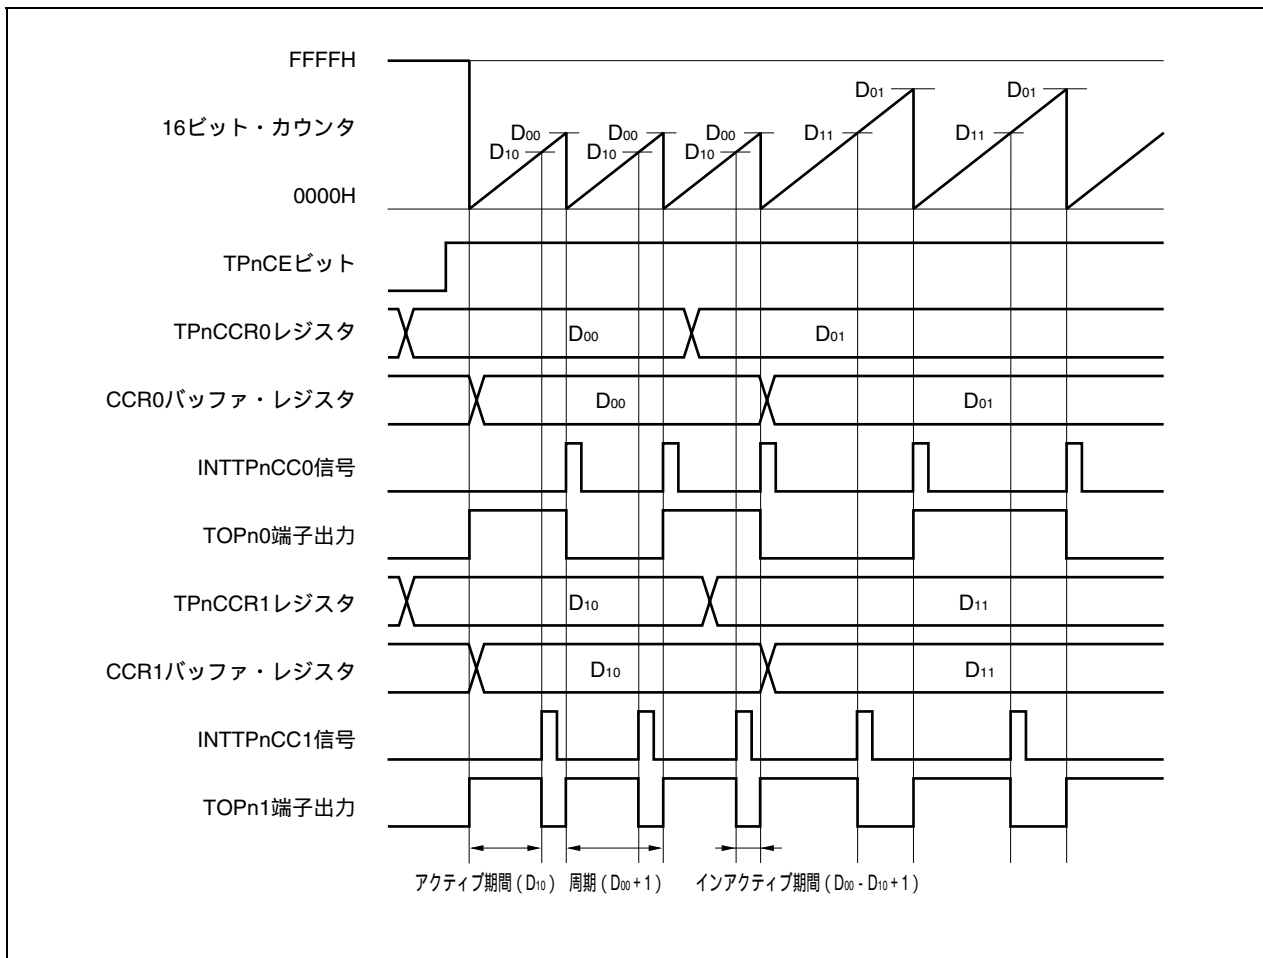 FFFFH
D01
D01
16ビット・カウンタ
D00
D00
D00
D11
D11
D10
D10
D10
0000H
TPnCEビット
TPnCCR0レジスタ
D00
D01
CCR0バッファ・レジスタ
D00
D01
INTTPnCC0信号
TOPn0端子出力
TPnCCR1レジスタ
D10
D11
CCR1バッファ・レジスタ
D10
D11
INTTPnCC1信号
TOPn1端子出力
アクティブ期間(D10)
周期(D00+1)
インアクティブ期間(D00 - D10+1)